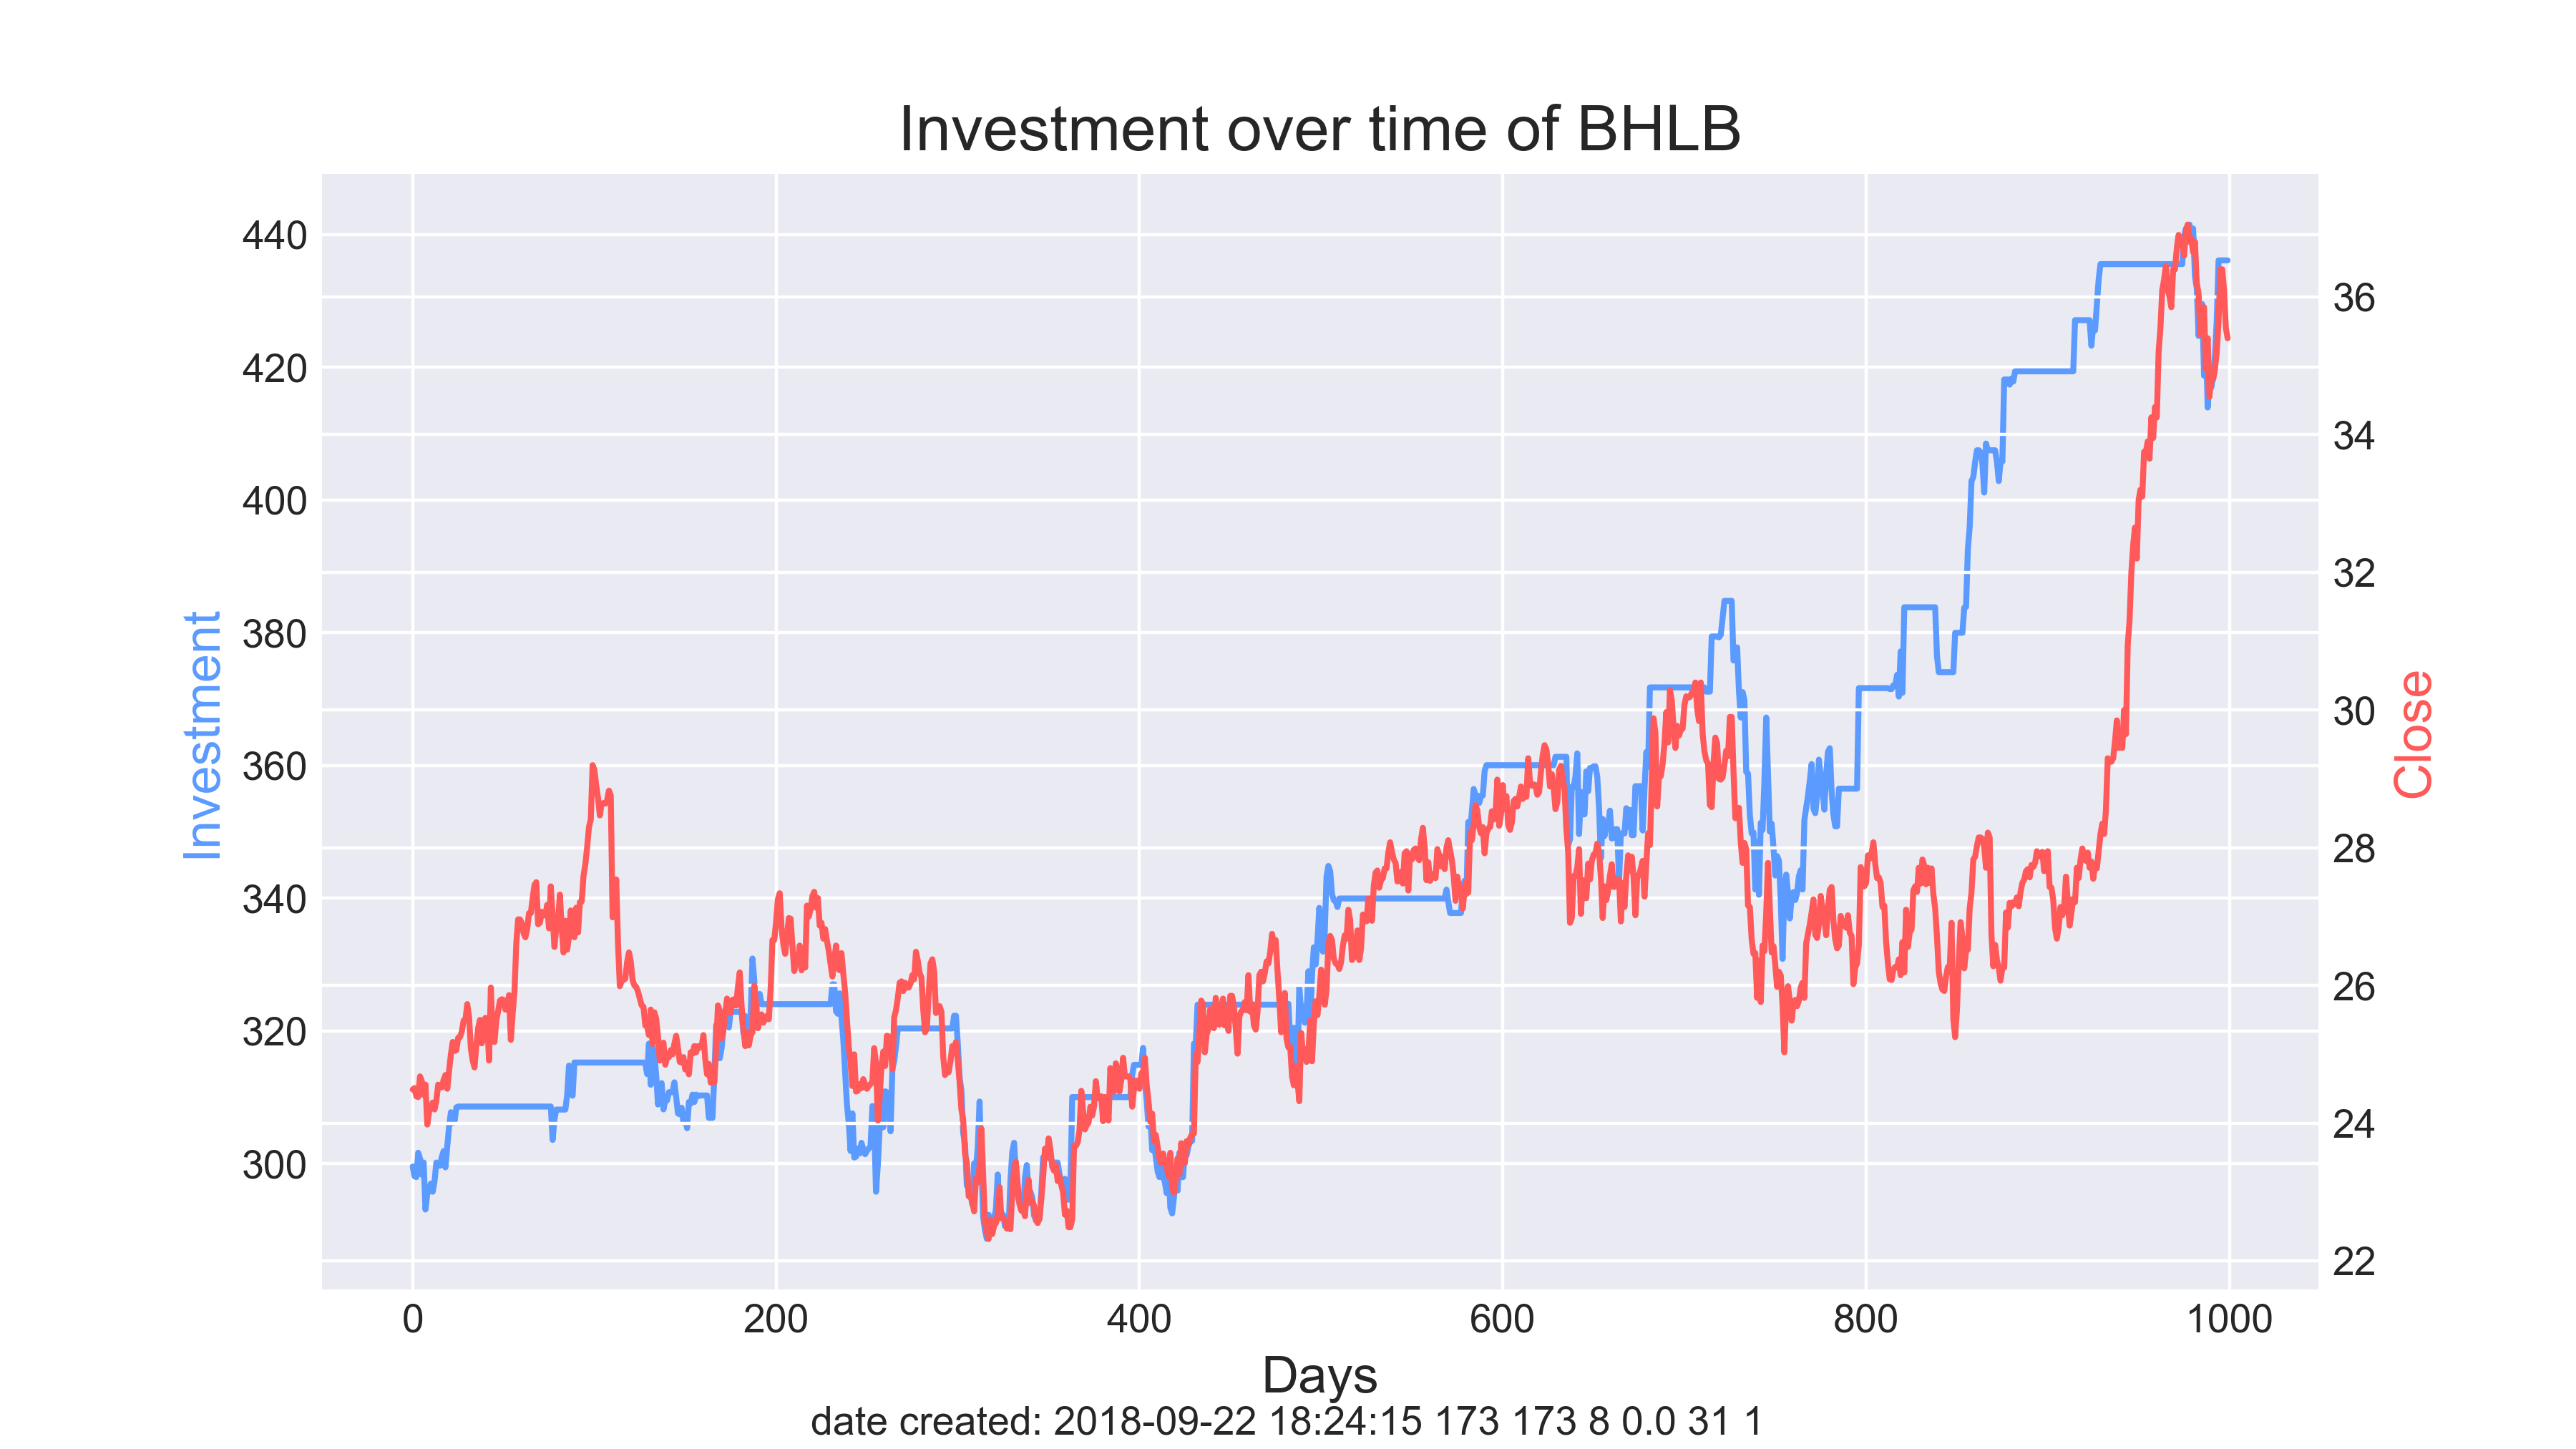 Investment over time of BHLB
440
420
400
380
360
340
320
300
Investment
36
34
32
30
28
26
24
22
Close
0 200 400 600 800 1000
Days
date created: 2018-09-22 18:24:15 173 173 8 0.0 31 1